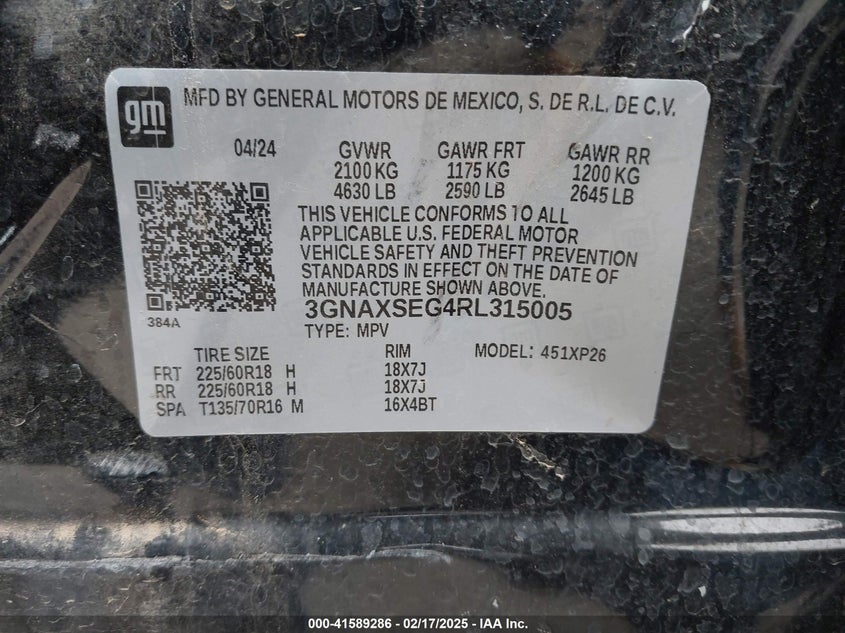 gm
MFD BY GENERAL MOTORS DE MEXICO, S. DE R.L. DE C.V.
04/24 GVWR GAWR FRT GAWR RR
2100 KG 1175 KG 1200 KG
4630 LB 2590 LB 2645 LB
THIS VEHICLE CONFORMS TO ALL
APPLICABLE U.S. FEDERAL MOTOR
VEHICLE SAFETY AND THEFT PREVENTION
STANDARDS IN EFFECT ON THE DATE OF
MANUFACTURE SHOWN ABOVE.
384A
3GNAXSEG4RL315005
TYPE: MPV
TIRE SIZE RIM MODEL: 451XP26
FRT 225/60R18 H 18X7J
RR 225/60R18 H 18X7J
SPA T135/70R16 M 16X4BT
000-41589286 - 02/17/2025 - IAA Inc.